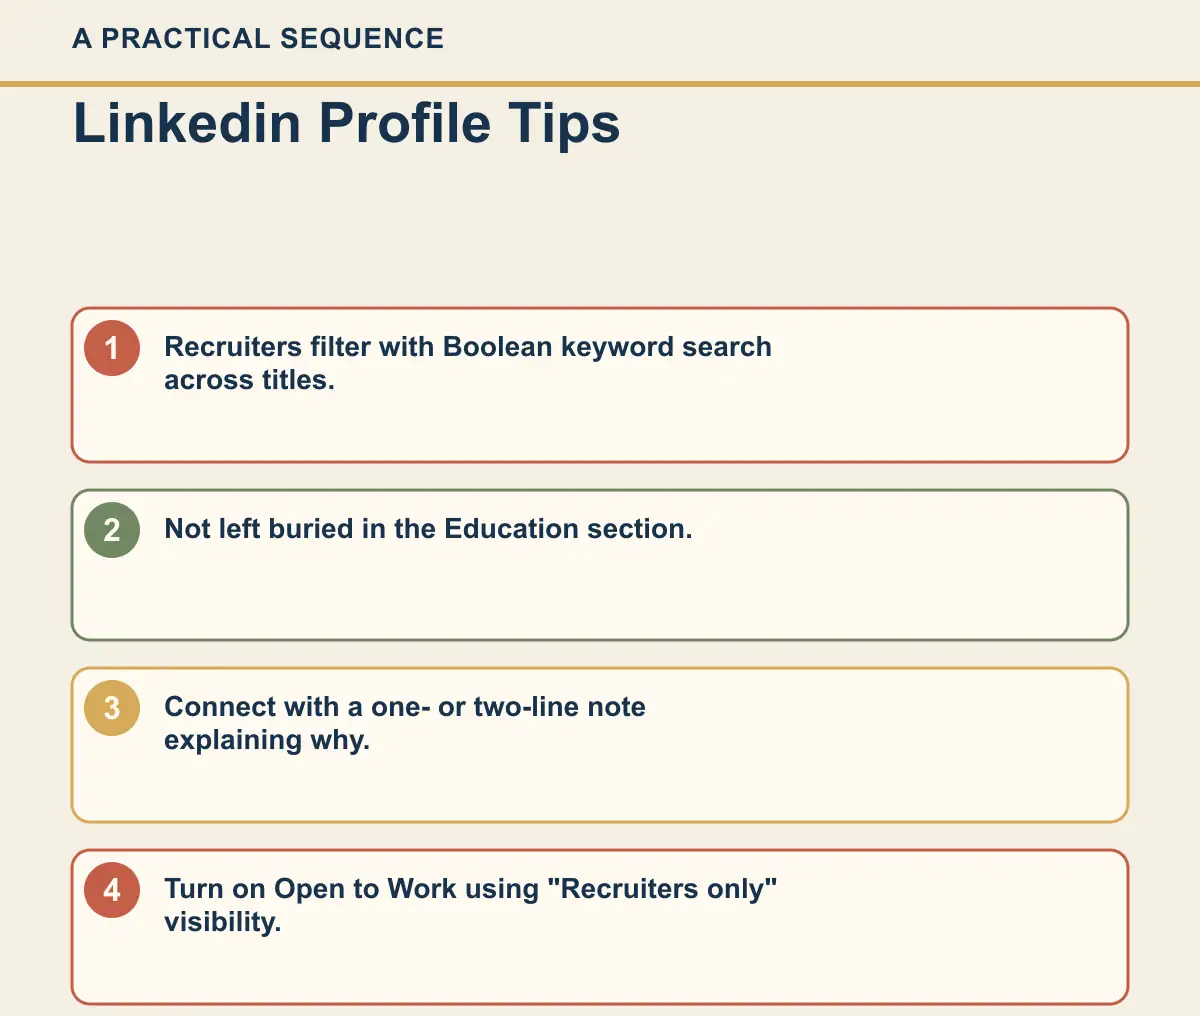 A PRACTICAL SEQUENCE
Linkedin Profile Tips
1
Recruiters filter with Boolean keyword search
across titles.
2
Not left buried in the Education section.
3
Connect with a one- or two-line note
explaining why.
4
Turn on Open to Work using "Recruiters only"
visibility.